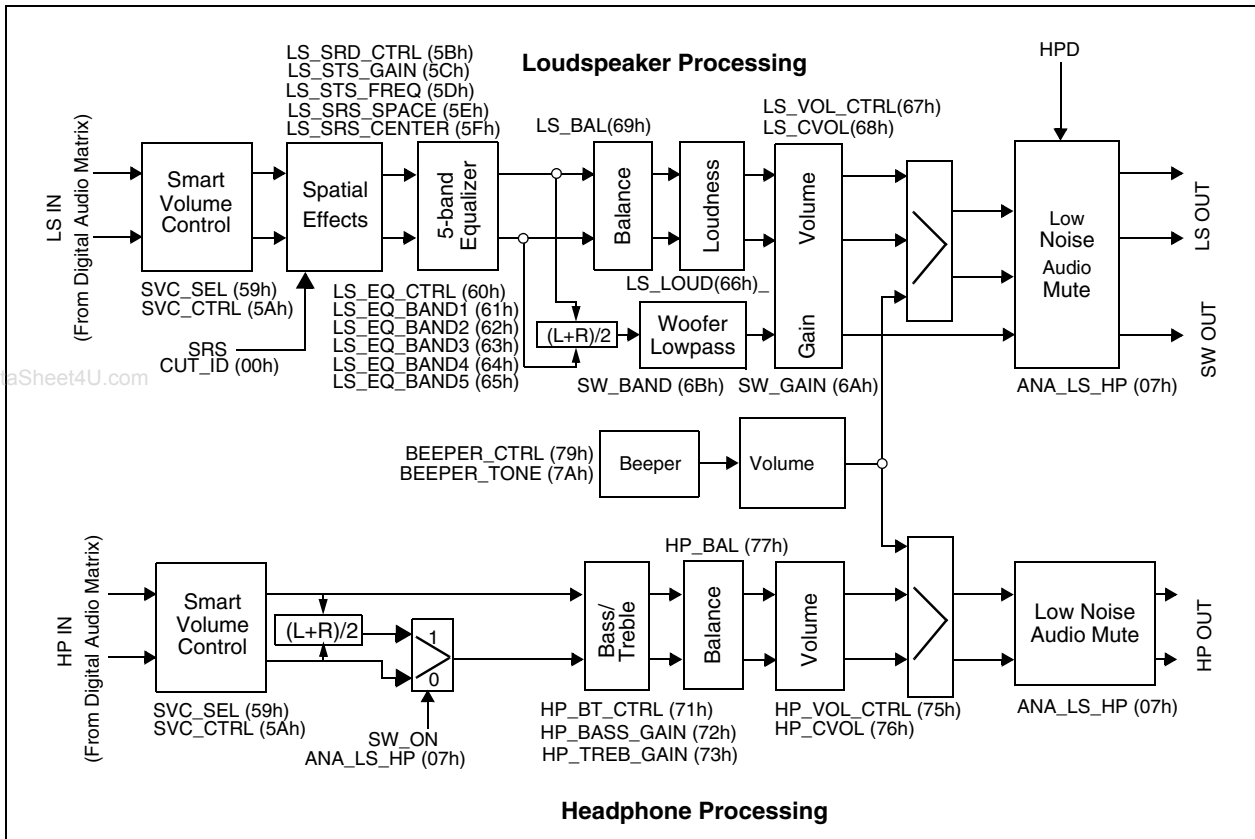 LS_SRD_CTRL (5Bh)
LS_STS_GAIN (5Ch)
LS_STS_FREQ (5Dh)
LS_SRS_SPACE (5Eh)
LS_SRS_CENTER (5Fh)
Loudspeaker Processing
HPD
LS_BAL(69h)
LS_VOL_CTRL(67h)
LS_CVOL(68h)
LS IN
(From Digital Audio Matrix)
Smart
Volume
Control
Spatial
Effects
5-band
Equalizer
Balance
Loudness
Volume
Gain
Low
Noise
Audio
Mute
LS OUT
SW OUT
SVC_SEL (59h)
SVC_CTRL (5Ah)
SRS
CUT_ID (00h)
LS_EQ_CTRL (60h)
LS_EQ_BAND1 (61h)
LS_EQ_BAND2 (62h)
LS_EQ_BAND3 (63h)
LS_EQ_BAND4 (64h)
LS_EQ_BAND5 (65h)
LS_LOUD(66h)_
(L+R)/2
Woofer
Lowpass
SW_BAND (6Bh)
SW_GAIN (6Ah)
ANA_LS_HP (07h)
taSheet4U.com
BEEPER_CTRL (79h)
BEEPER_TONE (7Ah)
Beeper
Volume
HP IN
(From Digital Audio Matrix)
Smart
Volume
Control
(L+R)/2
1
0
HP_BAL (77h)
Bass/
Treble
Balance
Volume
Low Noise
Audio Mute
HP OUT
SVC_SEL (59h)
SVC_CTRL (5Ah)
SW_ON
ANA_LS_HP (07h)
HP_BT_CTRL (71h)
HP_BASS_GAIN (72h)
HP_TREB_GAIN (73h)
HP_VOL_CTRL (75h)
HP_CVOL (76h)
ANA_LS_HP (07h)
Headphone Processing